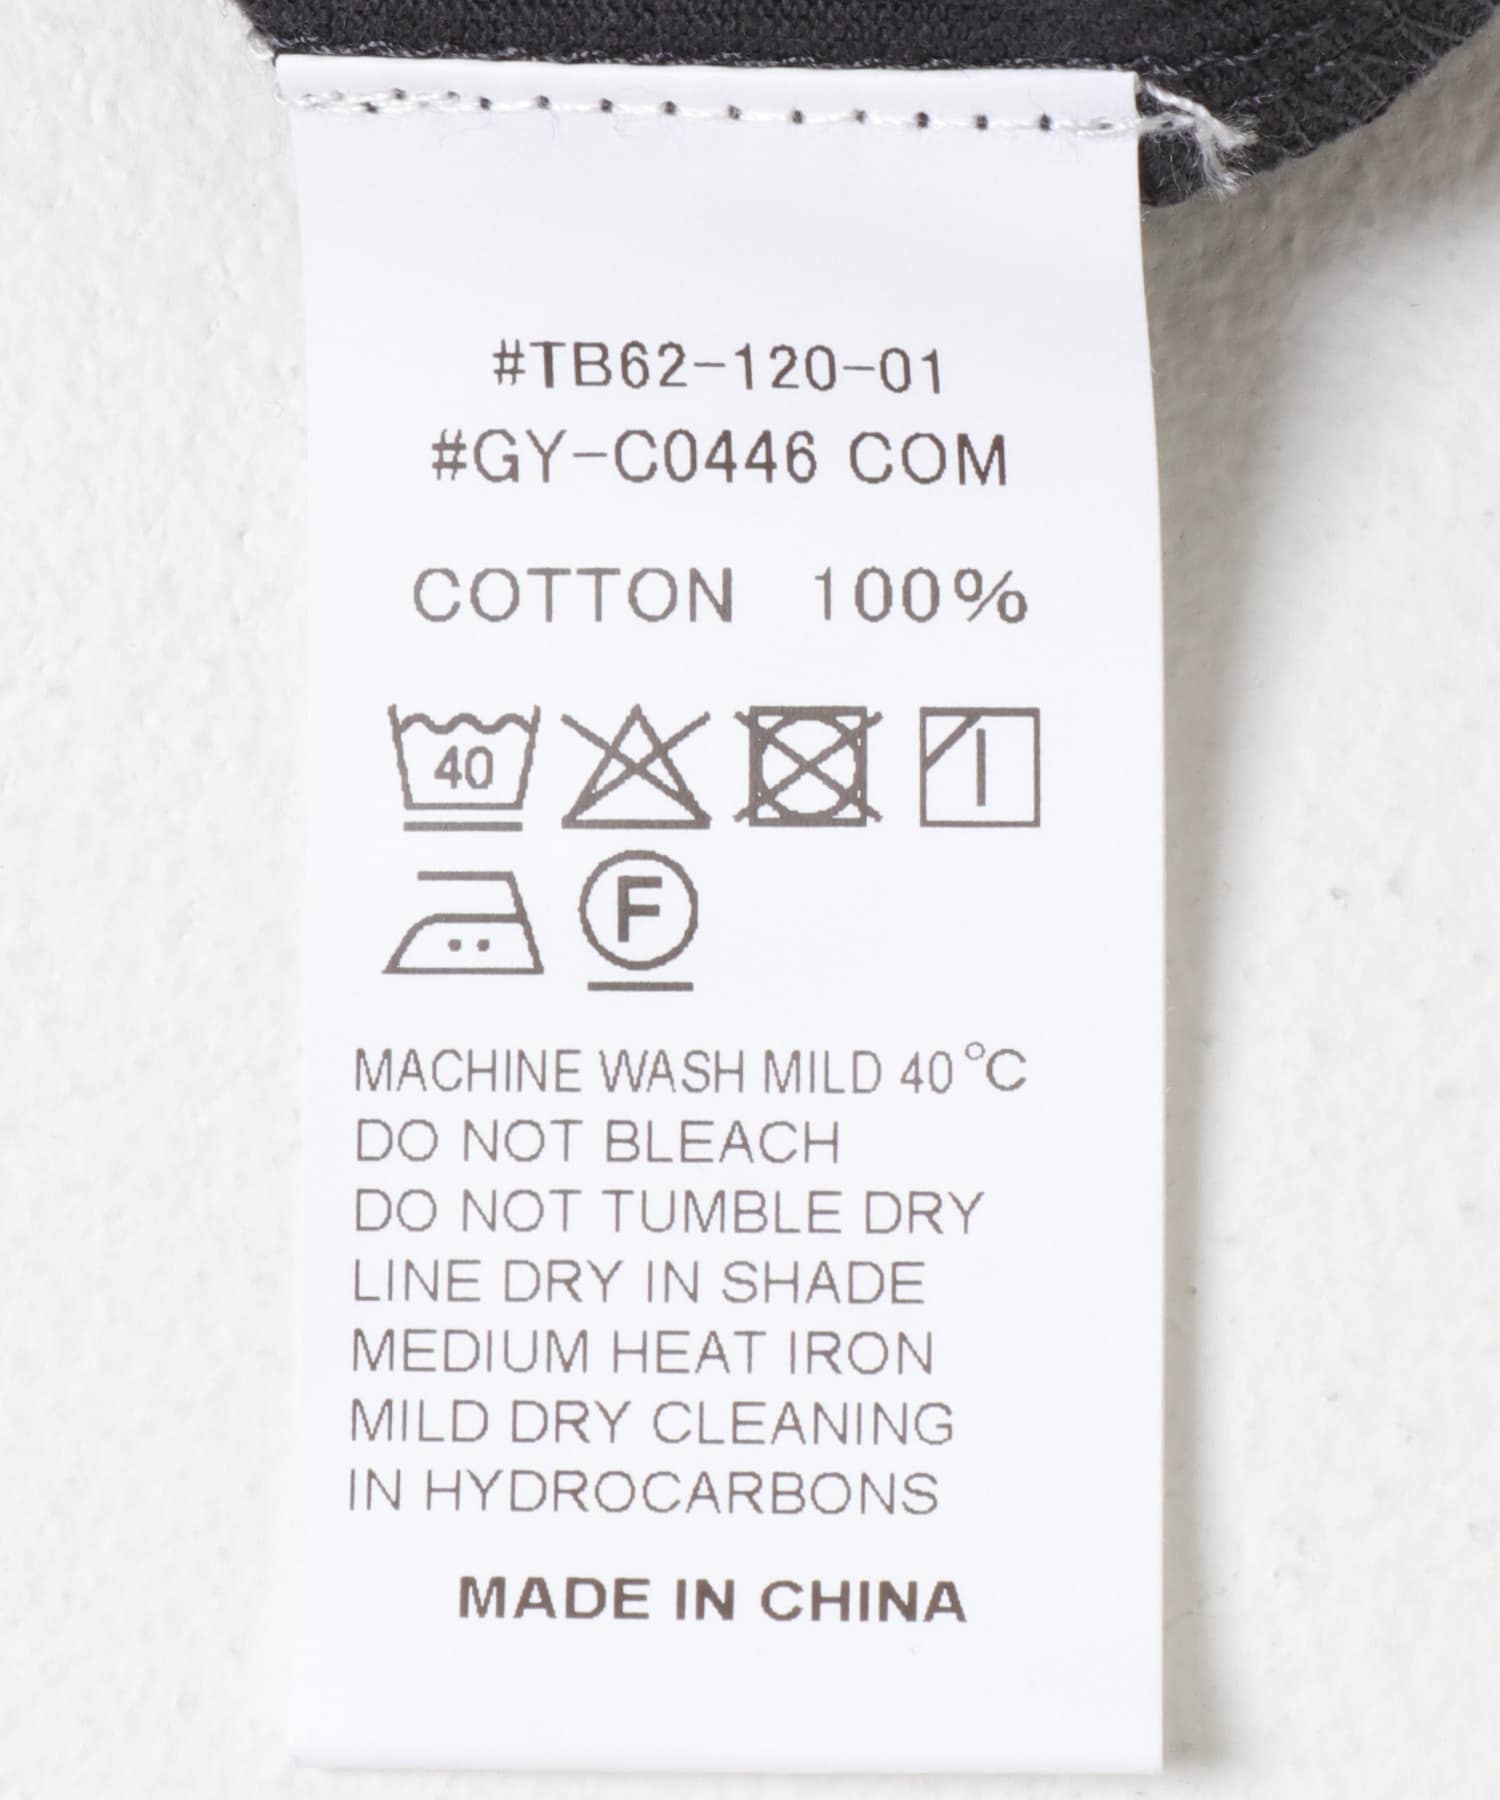 #TB62-120-01
#GY-C0446 COM
COTTON 100%
40
F
MACHINE WASH MILD 40°C
DO NOT BLEACH
DO NOT TUMBLE DRY
LINE DRY IN SHADE
MEDIUM HEAT IRON
MILD DRY CLEANING
IN HYDROCARBONS
MADE IN CHINA